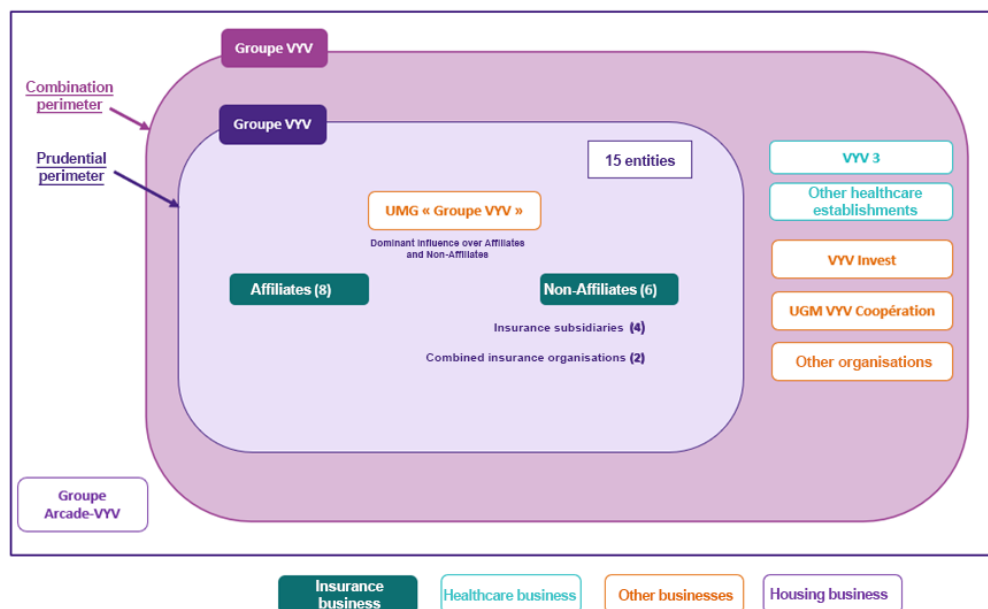 Groupe VYV
Combination
perimeter
Groupe VYV
Prudential
perimeter
15 entities
UMG « Groupe VYV »
Dominant influence over Affiliates
and Non-Affiliates
Affiliates (8)
Non-Affiliates (6)
Insurance subsidiaries (4)
Combined insurance organisations (2)
VYV 3
Other healthcare
establishments
VYV Invest
UGM VYV Coopération
Other organisations
Groupe
Arcade-VYV
Insurance
business
Healthcare business
Other businesses
Housing business